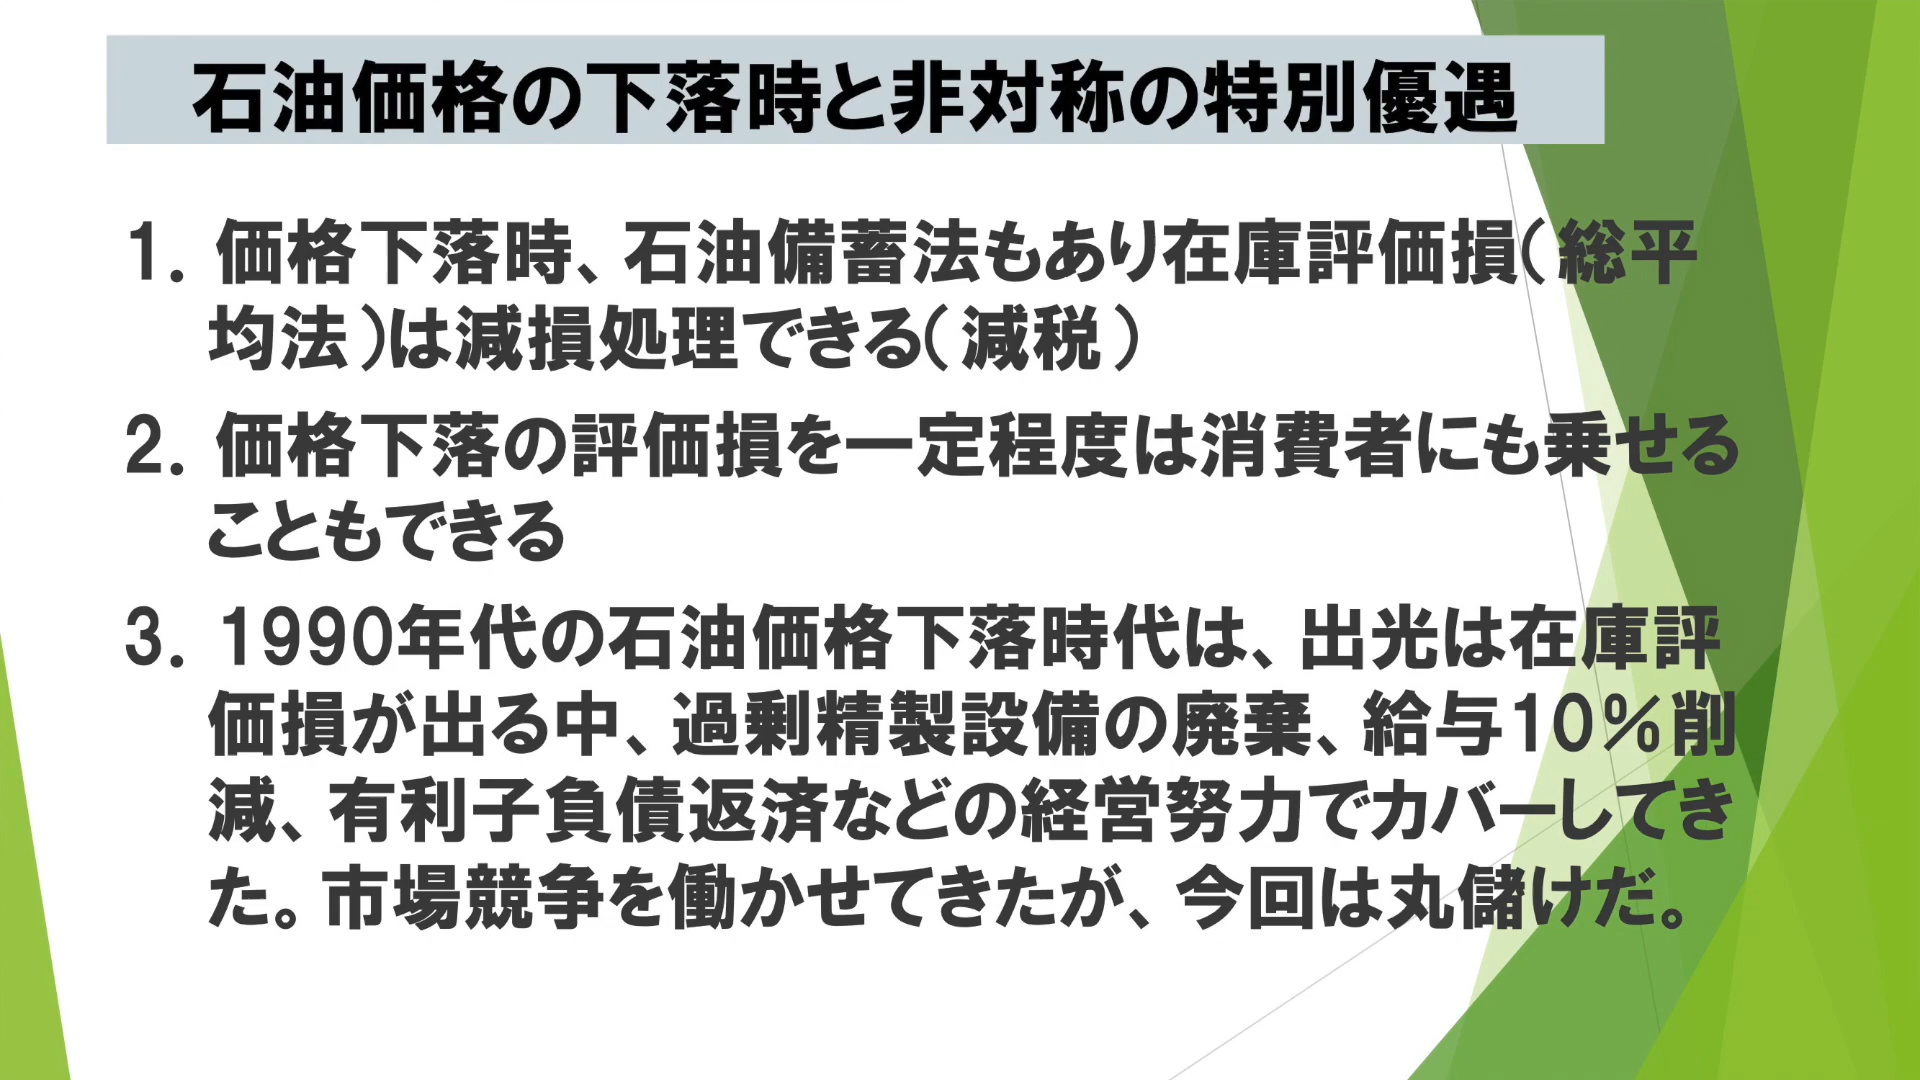 石油価格の下落時と非対称の特別優遇
1. 価格下落時、石油備蓄法もあり在庫評価損（総平
均法）は減損処理できる（減税）
2. 価格下落の評価損を一定程度は消費者にも乗せる
こともできる
3. 1990年代の石油価格下落時代は、出光は在庫評
価損が出る中、過剰精製設備の廃棄、給与10％削
減、有利子負債返済などの経営努力でカバーしてき
た。市場競争を働かせてきたが、今回は丸儲けだ。